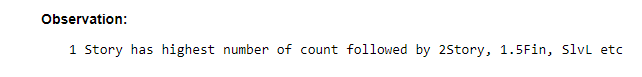 Observation:
1 Story has highest number of count followed by 2Story, 1.5Fin, SlvL etc